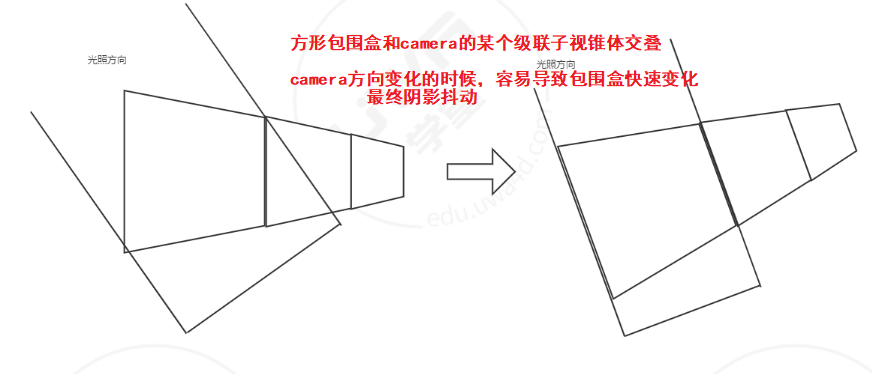 方形包围盒和camera的某个级联子视锥体交叠
光照方向
光照方向
camera方向变化的时候，容易导致包围盒快速变化
最终阴影抖动
学堂
edu.uwa4d.com